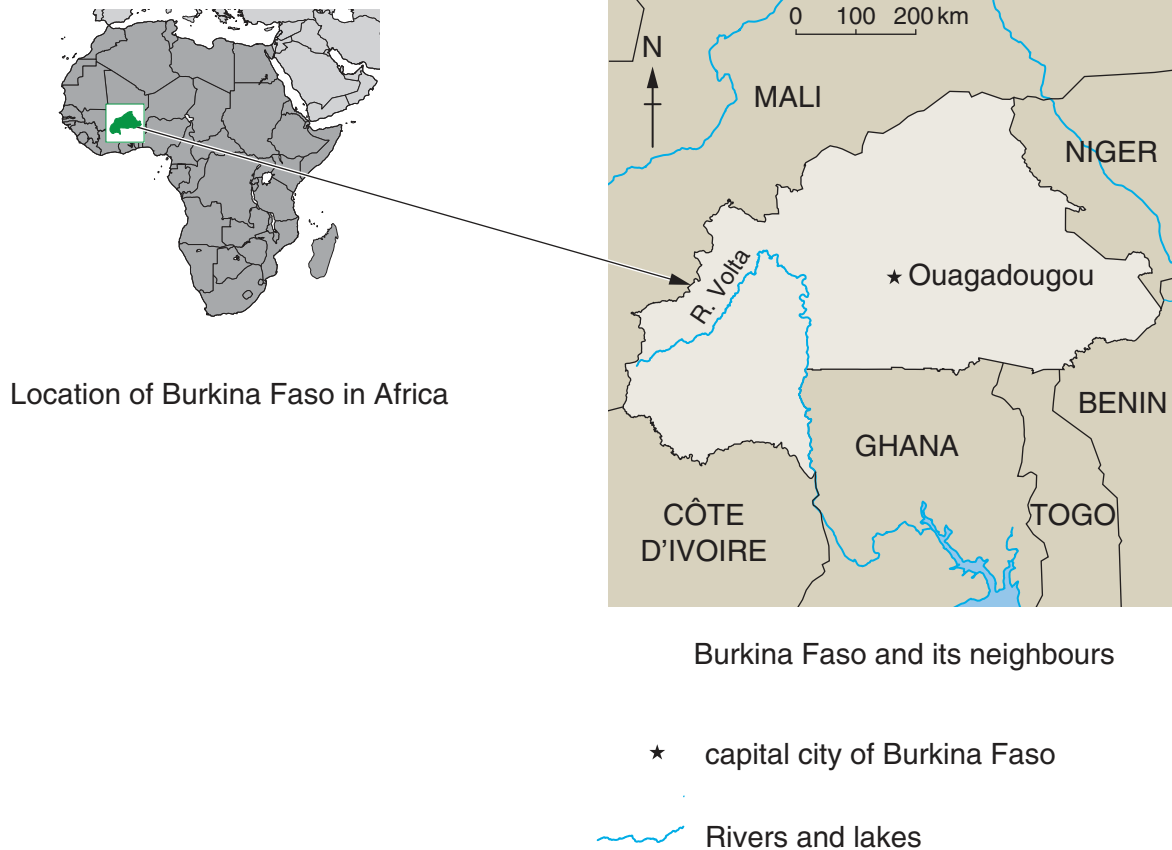 Location of Burkina Faso in Africa
0 100 200 km
N
MALI
NIGER
R. Volta
Ouagadougou
BENIN
GHANA
CÔTE
D'IVOIRE
TOGO
Burkina Faso and its neighbours
capital city of Burkina Faso
Rivers and lakes